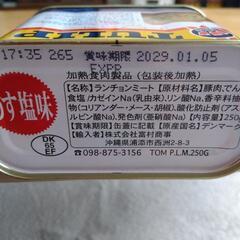 17:35 265 賞味期限 2029.01.05
EXPP
加熱食肉製品(包装後加熱)
うす塩味
【名称】ランチョンミート【原材料名】豚肉、でん
食塩/カゼインNa(乳由来)、リン酸Na、香辛料抽
(コリアンダー・メース・胡椒)、酸化防止剤(アス
ルビン酸Na)、発色剤(亜硝酸Na)【内容量】250g
【賞味期限】缶蓋に記載【原産国名】デンマーク
【輸入者】株式会社富村商事
沖縄県浦添市西洲2-8-3
☎098-875-3156 TOM P.L.M.250G
DK
65
EF